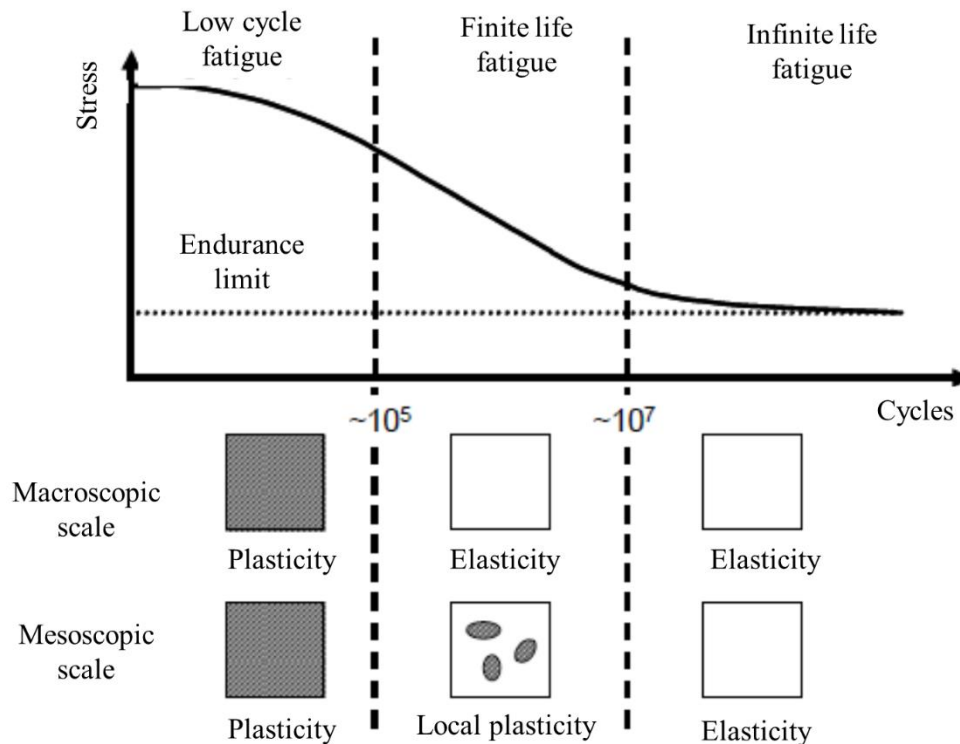 Low cycle
fatigue
Finite life
fatigue
Infinite life
fatigue
Stress
Endurance
limit
~10⁵
~10⁷
Cycles
Macroscopic
scale
Plasticity
Elasticity
Elasticity
Mesoscopic
scale
Plasticity
Local plasticity
Elasticity